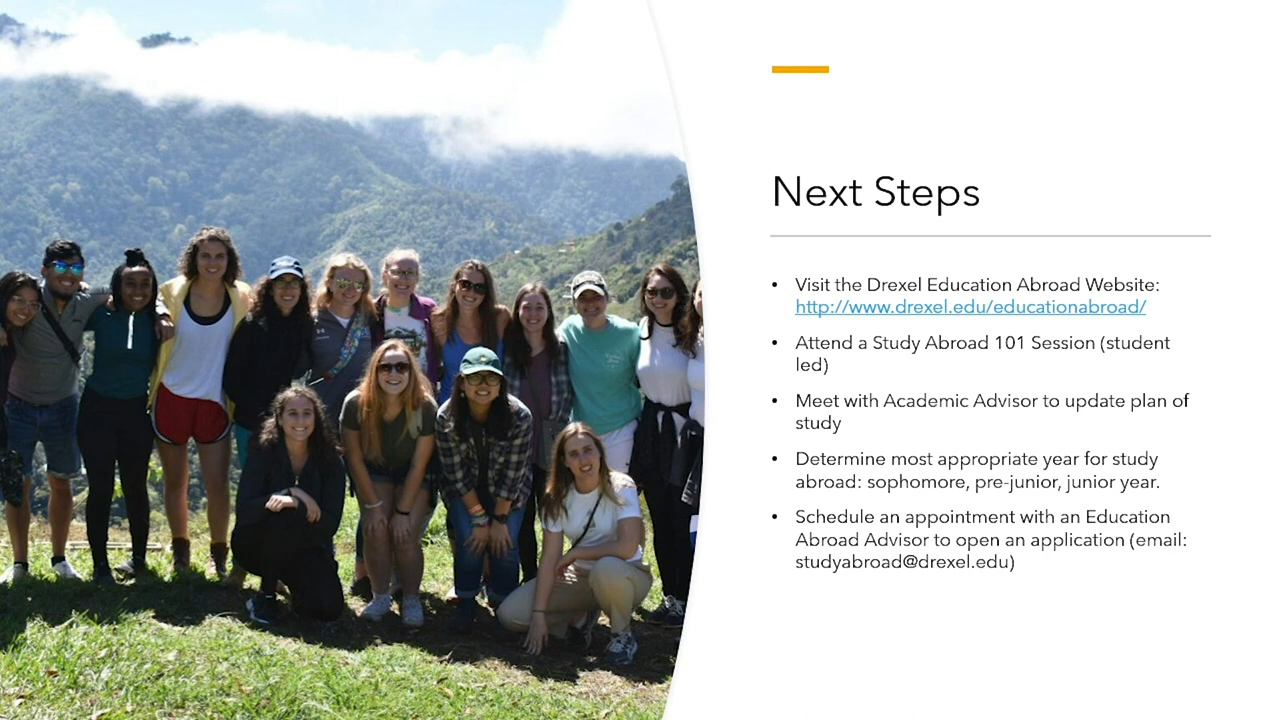 Next Steps
• Visit the Drexel Education Abroad Website:
http://www.drexel.edu/educationabroad/
• Attend a Study Abroad 101 Session (student
led)
• Meet with Academic Advisor to update plan of
study
• Determine most appropriate year for study
abroad: sophomore, pre-junior, junior year.
• Schedule an appointment with an Education
Abroad Advisor to open an application (email:
studyabroad@drexel.edu)